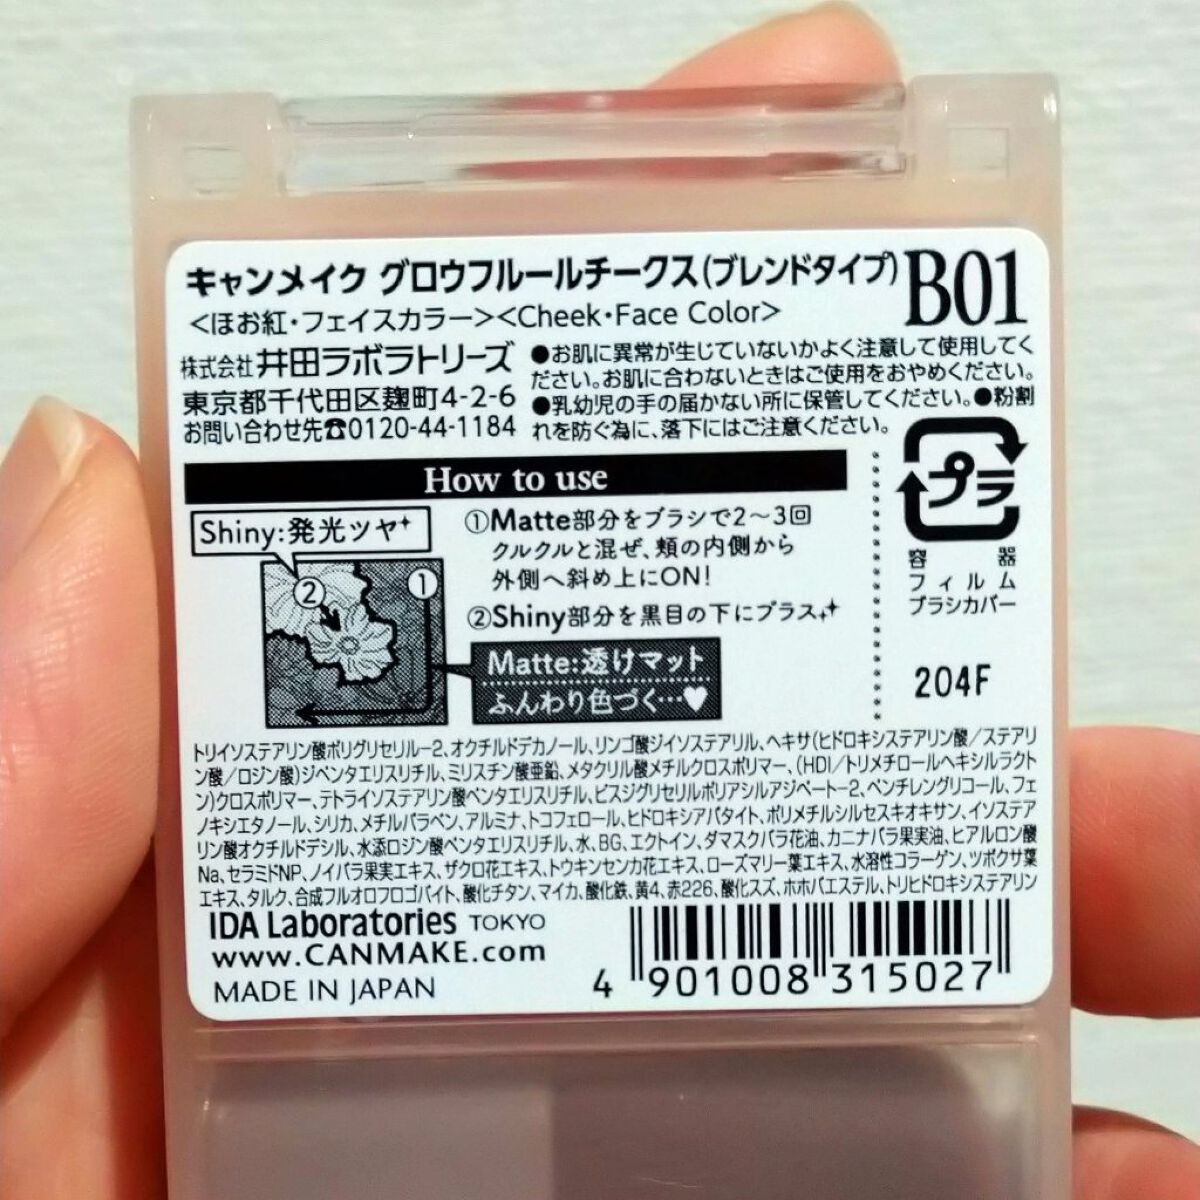 キャンメイク グロウフルールチークス(ブレンドタイプ) B01
<ほお紅・フェイスカラー><Cheek・Face Color>
株式会社 井田ラボラトリーズ
東京都千代田区麹町4-2-6
お問い合わせ先☎0120-44-1184
●お肌に異常が生じていないかよく注意して使用してく
ださい。お肌に合わないときはご使用をおやめください。
●乳幼児の手の届かない所に保管してください。●粉割
れを防ぐ為に、落下にはご注意ください。
プラ
容器
フィルム
ブラシカバー
204F
How to use
Shiny:発光ツヤ
②
①
①Matte部分をブラシで2〜3回
クルクルと混ぜ、頬の内側から
外側へ斜め上にON!
②Shiny部分を黒目の下にプラス
Matte:透けマット
ふんわり色づく…♥
トリイソステアリン酸ポリグリセリル-2、オクチルドデカノール、リンゴ酸ジイソステアリル、ヘキサ(ヒドロキシステアリン酸/ステアリ
ン酸/ロジン酸)ジペンタエリスリチル、ミリスチン酸亜鉛、メタクリル酸メチルクロスポリマー、(HDI/トリメチロールヘキシルラクト
ン)クロスポリマー、テトライソステアリン酸ペンタエリスリチル、ビスジグリセリルポリアシルアジペート-2、ペンチレングリコール、フェ
ノキシエタノール、シリカ、メチルパラベン、アルミナ、トコフェロール、ヒドロキシアパタイト、ポリメチルシルセスキオキサン、イソステア
リン酸オクチルドデシル、水添ロジン酸ペンタエリスリチル、水、BG、エクトイン、ダマスクバラ花油、カニナバラ果実油、ヒアルロン酸
Na、セラミドNP、ノイバラ果実エキス、ザクロ花エキス、トウキンセンカ花エキス、ローズマリー葉エキス、水溶性コラーゲン、ツボクサ葉
エキス、タルク、合成フルオロフロゴパイト、酸化チタン、マイカ、酸化鉄、黄4、赤226、酸化スズ、ホホバエステル、トリヒドロキシステアリン
IDA Laboratories TOKYO
www.CANMAKE.com
MADE IN JAPAN
4 901008 315027